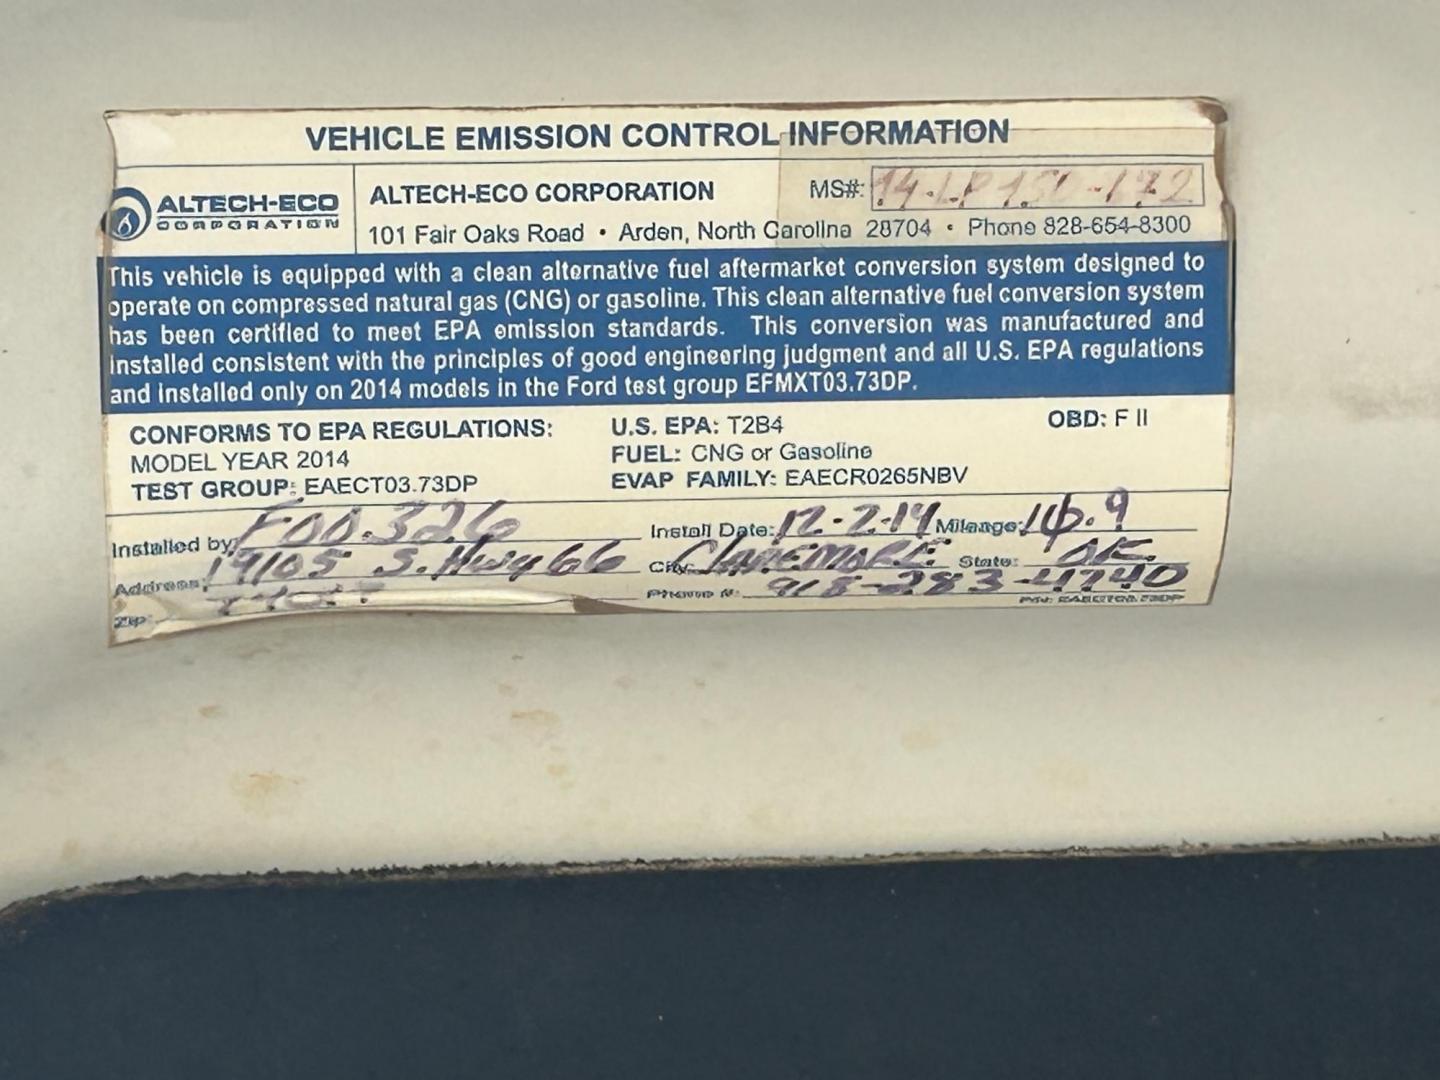 VEHICLE EMISSION CONTROL INFORMATION
ALTECH-ECO
CORPORATION
ALTECH-ECO CORPORATION
MS#: 14-LP150-172
101 Fair Oaks Road • Arden, North Carolina 28704 • Phone 828-654-8300
This vehicle is equipped with a clean alternative fuel aftermarket conversion system designed to
operate on compressed natural gas (CNG) or gasoline. This clean alternative fuel conversion system
has been certified to meet EPA emission standards. This conversion was manufactured and
installed consistent with the principles of good engineering judgment and all U.S. EPA regulations
and installed only on 2014 models in the Ford test group EFMXT03.73DP.
CONFORMS TO EPA REGULATIONS: U.S. EPA: T2B4 OBD: F II
MODEL YEAR 2014 FUEL: CNG or Gasoline
TEST GROUP: EAECT03.73DP EVAP FAMILY: EAECR0265NBV
Installed by: F00.326 Install Date: 12-2-14 Mileage:
Address: 19105 S. Hwy 66 City: CLAREMORE State: OK
Zip: Phone #: 918-283-4740